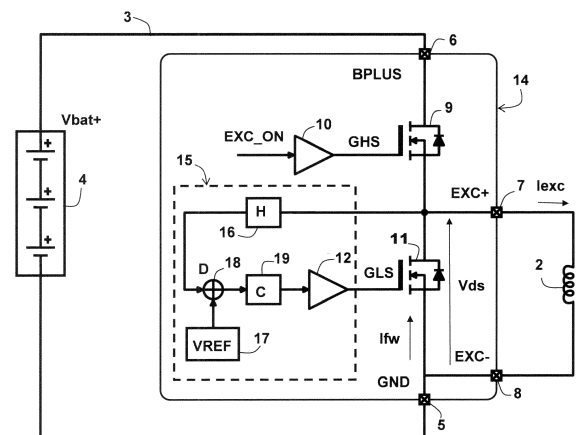 3
6
BPLUS
14
9
Vbat+
10
EXC_ON
GHS
+
4
15
EXC+
7
Iexc
H
16
11
+
D
18
19
12
GLS
C
Vds
2
+
VREF
17
Ifw
EXC-
GND
8
5